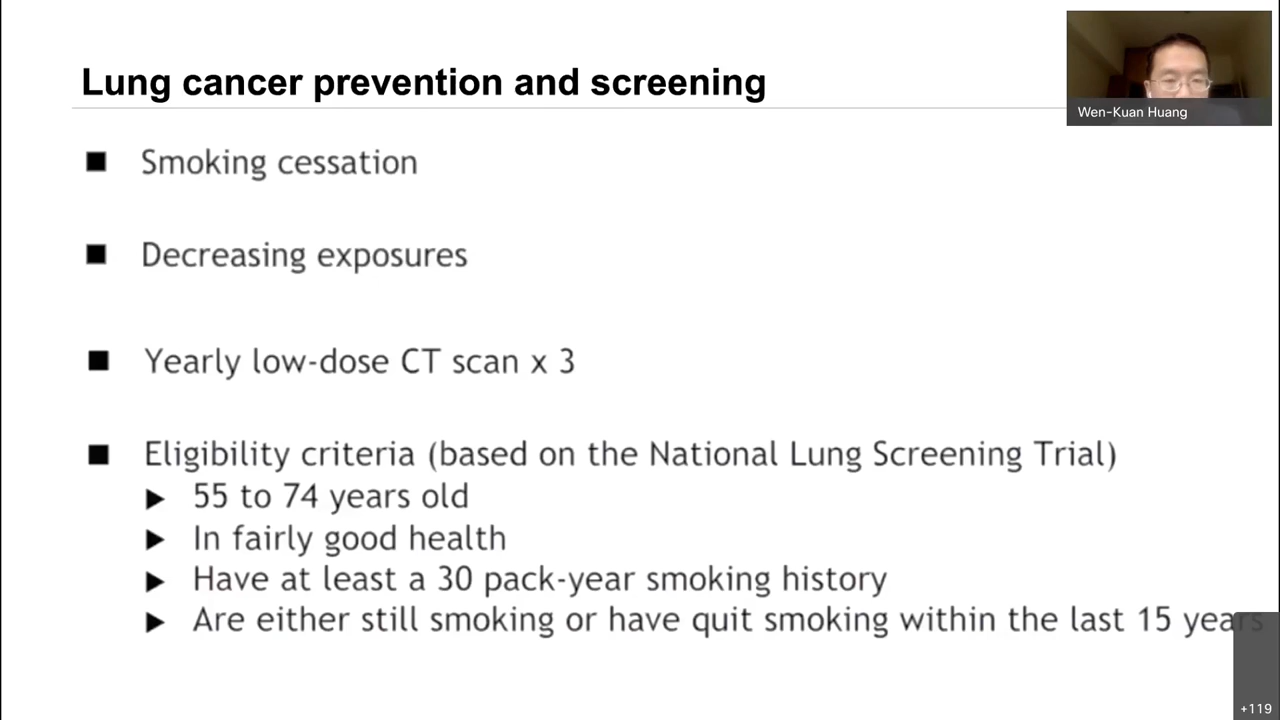 Lung cancer prevention and screening
Wen-Kuan Huang
Smoking cessation
Decreasing exposures
Yearly low-dose CT scan x 3
Eligibility criteria (based on the National Lung Screening Trial)
55 to 74 years old
In fairly good health
Have at least a 30 pack-year smoking history
Are either still smoking or have quit smoking within the last 15 years
+119